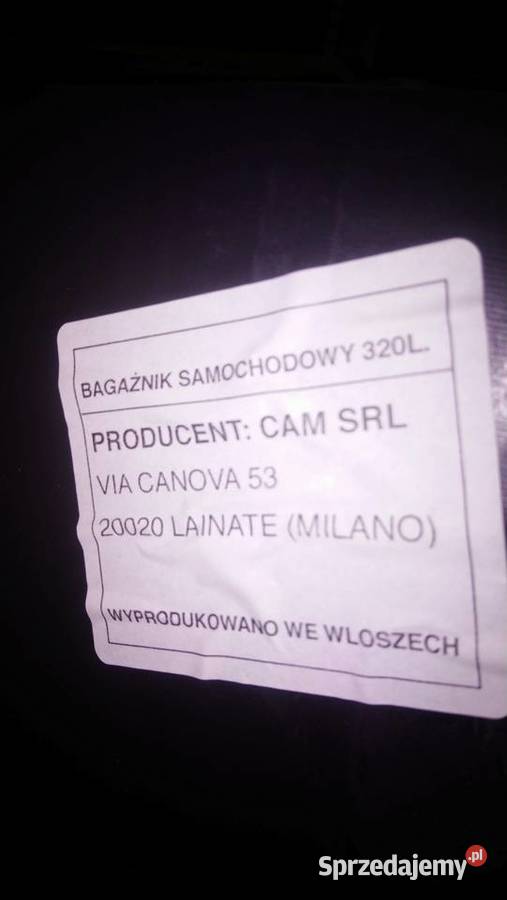 BAGAŹNIK SAMOCHODOWY 320L.
PRODUCENT: CAM SRL
VIA CANOVA 53
20020 LAINATE (MILANO)
WYPRODUKOWANO WE WLOSZECH
Sprzedajemy.pl